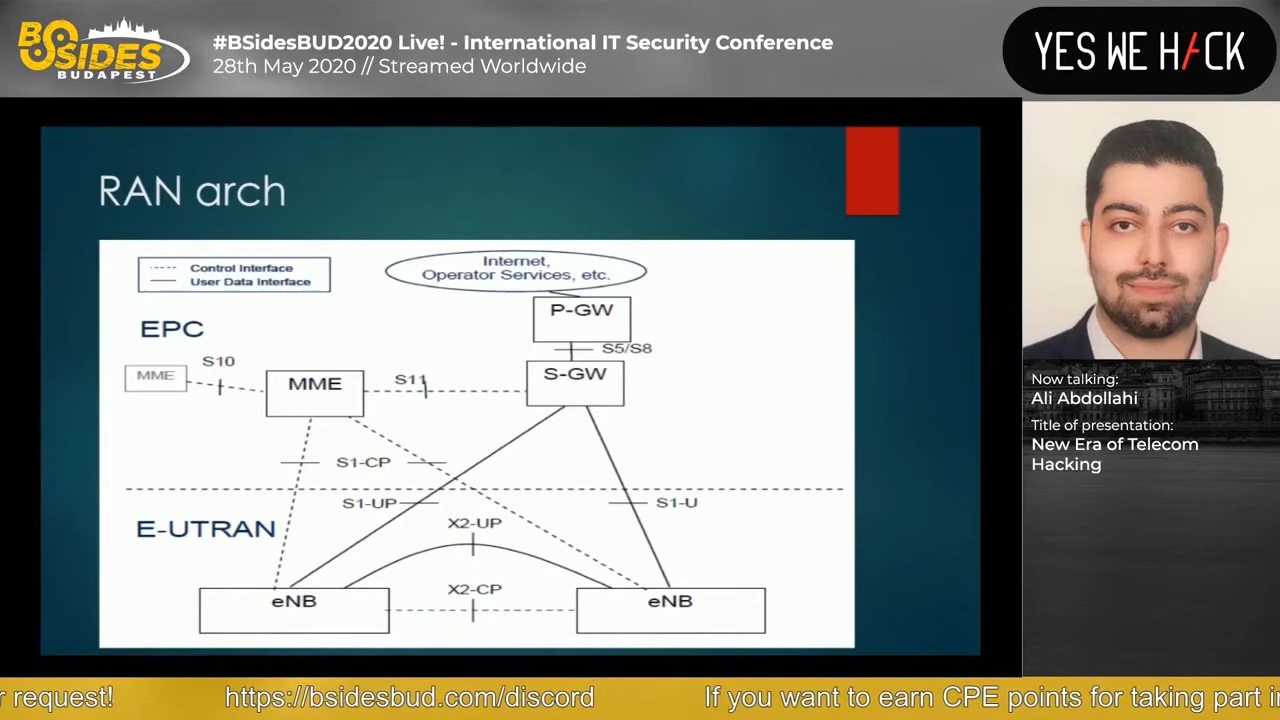 BSIDES
BUDAPEST
#BSidesBUD2020 Live! - International IT Security Conference
28th May 2020 // Streamed Worldwide
YES WE H/CK
RAN arch
Control Interface
User Data Interface
Internet,
Operator Services, etc.
P-GW
EPC
S5/S8
S10
MME
MME
S11
S-GW
S1-CP
S1-UP
S1-U
E-UTRAN
X2-UP
X2-CP
eNB
eNB
Now talking:
Ali Abdollahi
Title of presentation:
New Era of Telecom
Hacking
r request!
https://bsidesbud.com/discord
If you want to earn CPE points for taking part in